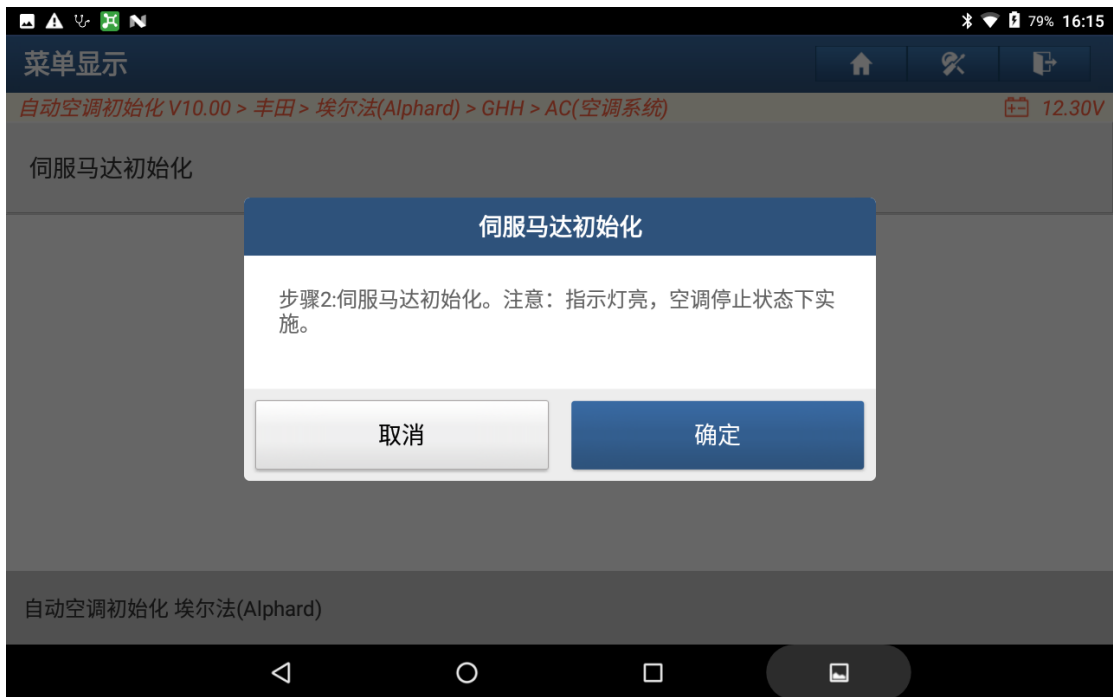 79% 16:15
菜单显示
自动空调初始化 V10.00 > 丰田 > 埃尔法(Alphard) > GHH > AC(空调系统)
12.30V
伺服马达初始化
伺服马达初始化
步骤2:伺服马达初始化。注意：指示灯亮，空调停止状态下实
施。
取消
确定
自动空调初始化 埃尔法(Alphard)